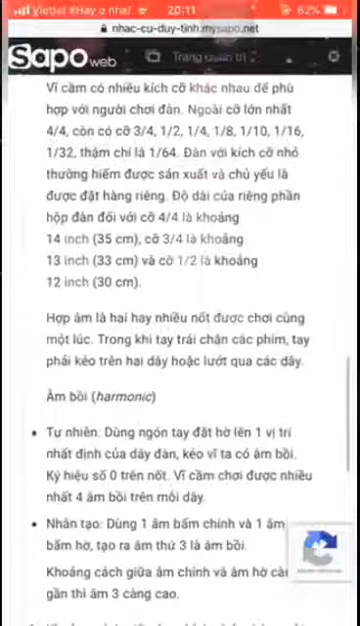 Viettel #Hay o nha! 20:11 62%
nhac-cu-duy-tinh.mysapo.net
Sapo web Trang quản trị
Vĩ cầm có nhiều kích cỡ khác nhau để phù
hợp với người chơi đàn. Ngoài cỡ lớn nhất
4/4, còn có cỡ 3/4, 1/2, 1/4, 1/8, 1/10, 1/16,
1/32, thậm chí là 1/64. Đàn với kích cỡ nhỏ
thường hiếm được sản xuất và chủ yếu là
được đặt hàng riêng. Độ dài của riêng phần
hộp đàn đối với cỡ 4/4 là khoảng
14 inch (35 cm), cỡ 3/4 là khoảng
13 inch (33 cm) và cỡ 1/2 là khoảng
12 inch (30 cm).
Hợp âm là hai hay nhiều nốt được chơi cùng
một lúc. Trong khi tay trái chặn các phím, tay
phải kéo trên hai dây hoặc lướt qua các dây.
Âm bồi (harmonic)
• Tự nhiên: Dùng ngón tay đặt hờ lên 1 vị trí
nhất định của dây đàn, kéo vĩ ta có âm bồi.
Ký hiệu số 0 trên nốt. Vĩ cầm chơi được nhiều
nhất 4 âm bồi trên mỗi dây.
• Nhân tạo: Dùng 1 âm bấm chính và 1 âm
bấm hờ, tạo ra âm thứ 3 là âm bồi.
Khoảng cách giữa âm chính và âm hờ cà
gần thì âm 3 càng cao.